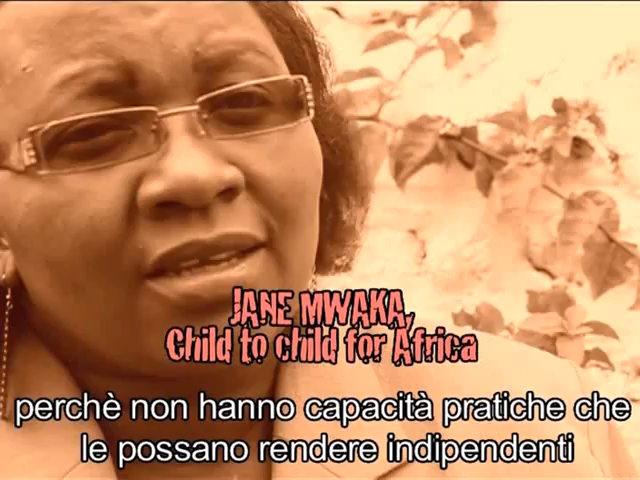 JANE MWAKA,
Child to child for Africa
perchè non hanno capacità pratiche che
le possano rendere indipendenti